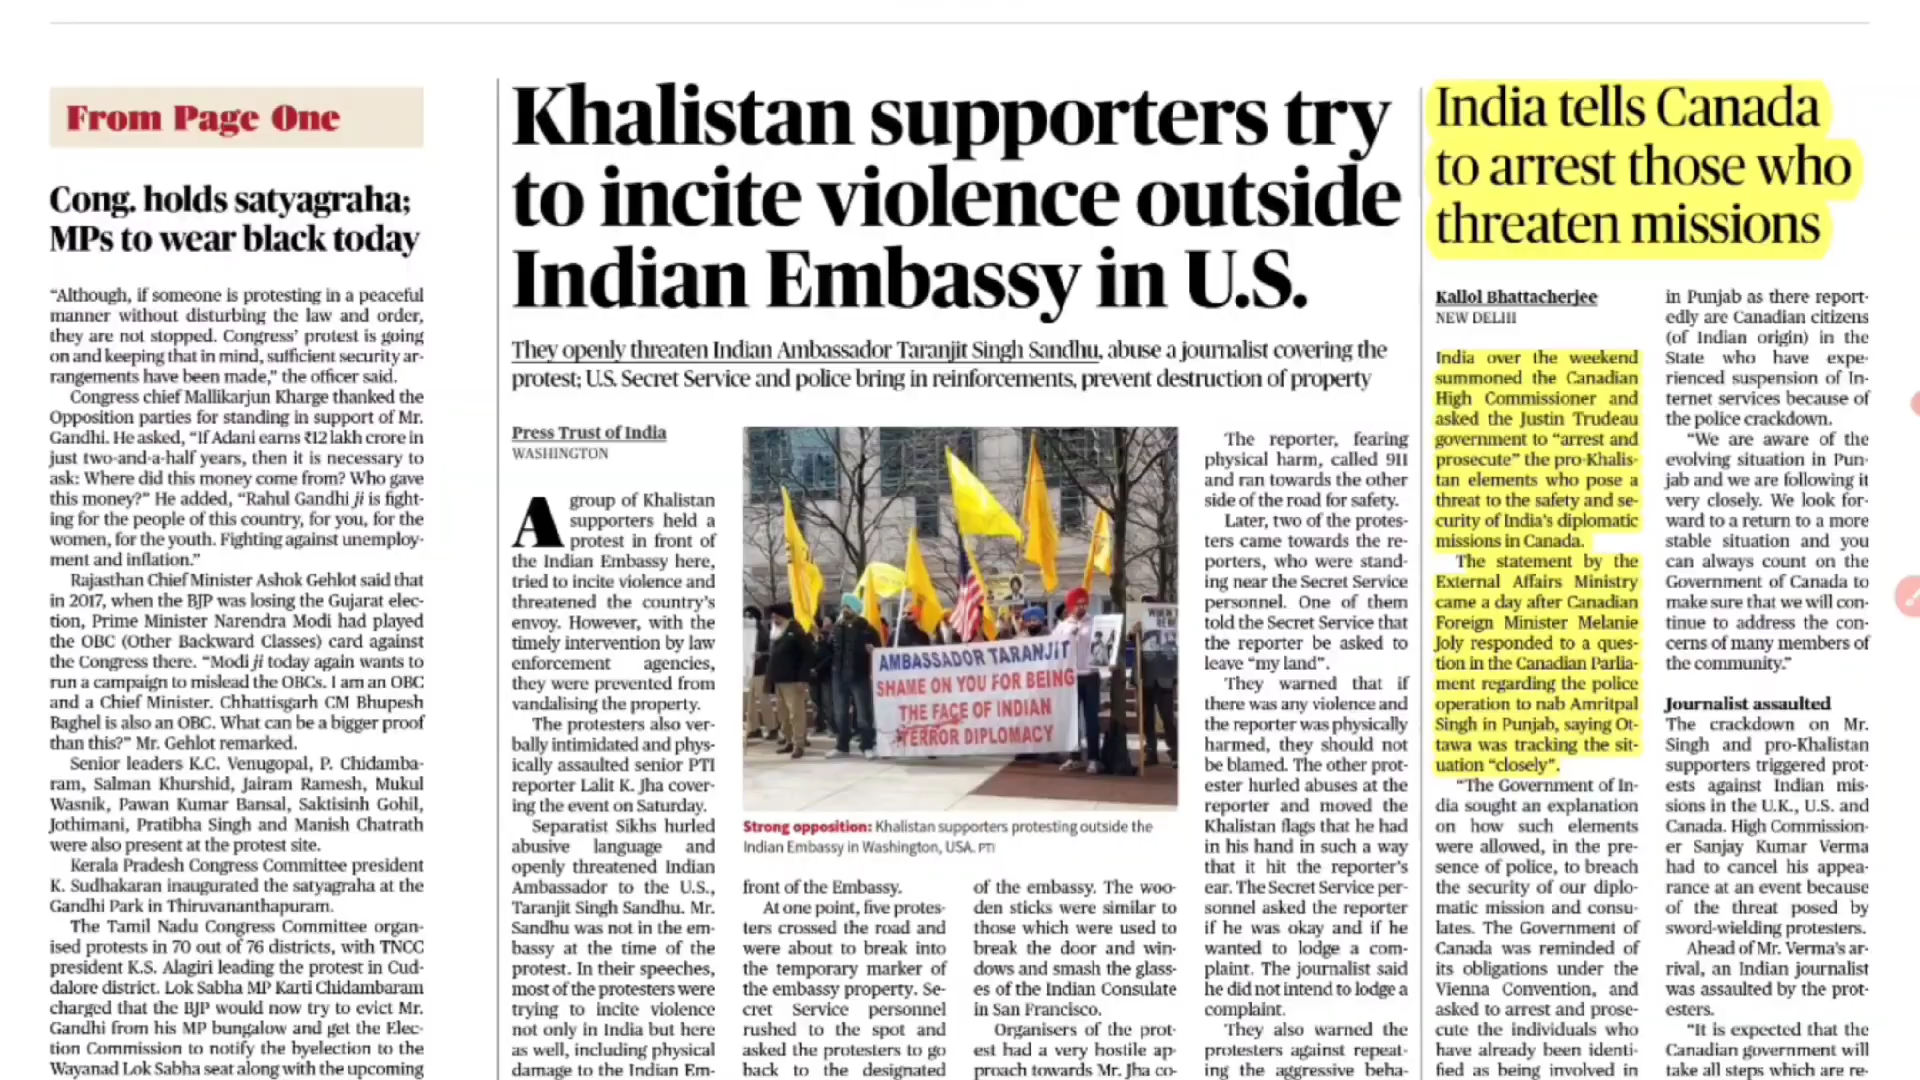 From Page One
Cong. holds satyagraha;
MPs to wear black today
“Although, if someone is protesting in a peaceful
manner without disturbing the law and order,
they are not stopped. Congress’ protest is going
on and keeping that in mind, sufficient security ar-
rangements have been made,” the officer said.
Congress chief Mallikarjun Kharge thanked the
Opposition parties for standing in support of Mr.
Gandhi. He asked, “If Adani earns ₹12 lakh crore in
just two-and-a-half years, then it is necessary to
ask: Where did this money come from? Who gave
this money?” He added, “Rahul Gandhi ji is fight-
ing for the people of this country, for you, for the
women, for the youth. Fighting against unemploy-
ment and inflation.”
Rajasthan Chief Minister Ashok Gehlot said that
in 2017, when the BJP was losing the Gujarat elec-
tion, Prime Minister Narendra Modi had played
the OBC (Other Backward Classes) card against
the Congress there. “Modi ji today again wants to
run a campaign to mislead the OBCs. I am an OBC
and a Chief Minister. Chhattisgarh CM Bhupesh
Baghel is also an OBC. What can be a bigger proof
than this?” Mr. Gehlot remarked.
Senior leaders K.C. Venugopal, P. Chidamba-
ram, Salman Khurshid, Jairam Ramesh, Mukul
Wasnik, Pawan Kumar Bansal, Saktisinh Gohil,
Jothimani, Pratibha Singh and Manish Chatrath
were also present at the protest site.
Kerala Pradesh Congress Committee president
K. Sudhakaran inaugurated the satyagraha at the
Gandhi Park in Thiruvananthapuram.
The Tamil Nadu Congress Committee organ-
ised protests in 70 out of 76 districts, with TNCC
president K.S. Alagiri leading the protest in Cud-
dalore district. Lok Sabha MP Karti Chidambaram
charged that the BJP would now try to evict Mr.
Gandhi from his MP bungalow and get the Elec-
tion Commission to notify the byelection to the
Wayanad Lok Sabha seat along with the upcoming
Khalistan supporters try
to incite violence outside
Indian Embassy in U.S.
They openly threaten Indian Ambassador Taranjit Singh Sandhu, abuse a journalist covering the
protest; U.S. Secret Service and police bring in reinforcements, prevent destruction of property
Press Trust of India
WASHINGTON
A group of Khalistan
supporters held a
protest in front of
the Indian Embassy here,
tried to incite violence and
threatened the country’s
envoy. However, with the
timely intervention by law
enforcement agencies,
they were prevented from
vandalising the property.
The protesters also ver-
bally intimidated and phys-
ically assaulted senior PTI
reporter Lalit K. Jha cover-
ing the event on Saturday.
Separatist Sikhs hurled
abusive language and
openly threatened Indian
Ambassador to the U.S.,
Taranjit Singh Sandhu. Mr.
Sandhu was not in the em-
bassy at the time of the
protest. In their speeches,
most of the protesters were
trying to incite violence
not only in India but here
as well, including physical
damage to the Indian Em-
AMBASSADOR TARANJIT
SHAME ON YOU FOR BEING
THE FACE OF INDIAN
TERROR DIPLOMACY
Strong opposition: Khalistan supporters protesting outside the
Indian Embassy in Washington, USA. PTI
front of the Embassy.
At one point, five protes-
ters crossed the road and
were about to break into
the temporary marker of
the embassy property. Se-
cret Service personnel
rushed to the spot and
asked the protesters to go
back to the designated
of the embassy. The woo-
den sticks were similar to
those which were used to
break the door and win-
dows and smash the glass-
es of the Indian Consulate
in San Francisco.
Organisers of the prot-
est had a very hostile ap-
proach towards Mr. Jha co-
The reporter, fearing
physical harm, called 911
and ran towards the other
side of the road for safety.
Later, two of the protes-
ters came towards the re-
porters, who were stand-
ing near the Secret Service
personnel. One of them
told the Secret Service that
the reporter be asked to
leave “my land”.
They warned that if
there was any violence and
the reporter was physically
harmed, they should not
be blamed. The other prot-
ester hurled abuses at the
reporter and moved the
Khalistan flags that he had
in his hand in such a way
that it hit the reporter’s
ear. The Secret Service per-
sonnel asked the reporter
if he was okay and if he
wanted to lodge a com-
plaint. The journalist said
he did not intend to lodge a
complaint.
They also warned the
protesters against repeat-
ing the aggressive beha-
India tells Canada
to arrest those who
threaten missions
Kallol Bhattacherjee
NEW DELHI
India over the weekend
summoned the Canadian
High Commissioner and
asked the Justin Trudeau
government to “arrest and
prosecute” the pro-Khalis-
tan elements who pose a
threat to the safety and se-
curity of India’s diplomatic
missions in Canada.
The statement by the
External Affairs Ministry
came a day after Canadian
Foreign Minister Melanie
Joly responded to a ques-
tion in the Canadian Parlia-
ment regarding the police
operation to nab Amritpal
Singh in Punjab, saying Ot-
tawa was tracking the sit-
uation “closely”.
“The Government of In-
dia sought an explanation
on how such elements
were allowed, in the pre-
sence of police, to breach
the security of our diplo-
matic mission and consu-
lates. The Government of
Canada was reminded of
its obligations under the
Vienna Convention, and
asked to arrest and prose-
cute the individuals who
have already been identi-
fied as being involved in
in Punjab as there report-
edly are Canadian citizens
(of Indian origin) in the
State who have expe-
rienced suspension of In-
ternet services because of
the police crackdown.
“We are aware of the
evolving situation in Pun-
jab and we are following it
very closely. We look for-
ward to a return to a more
stable situation and you
can always count on the
Government of Canada to
make sure that we will con-
tinue to address the con-
cerns of many members of
the community.”
Journalist assaulted
The crackdown on Mr.
Singh and pro-Khalistan
supporters triggered prot-
ests against Indian mis-
sions in the U.K., U.S. and
Canada. High Commission-
er Sanjay Kumar Verma
had to cancel his appea-
rance at an event because
of the threat posed by
sword-wielding protesters.
Ahead of Mr. Verma’s ar-
rival, an Indian journalist
was assaulted by the prot-
esters.
“It is expected that the
Canadian government will
take all steps which are re-